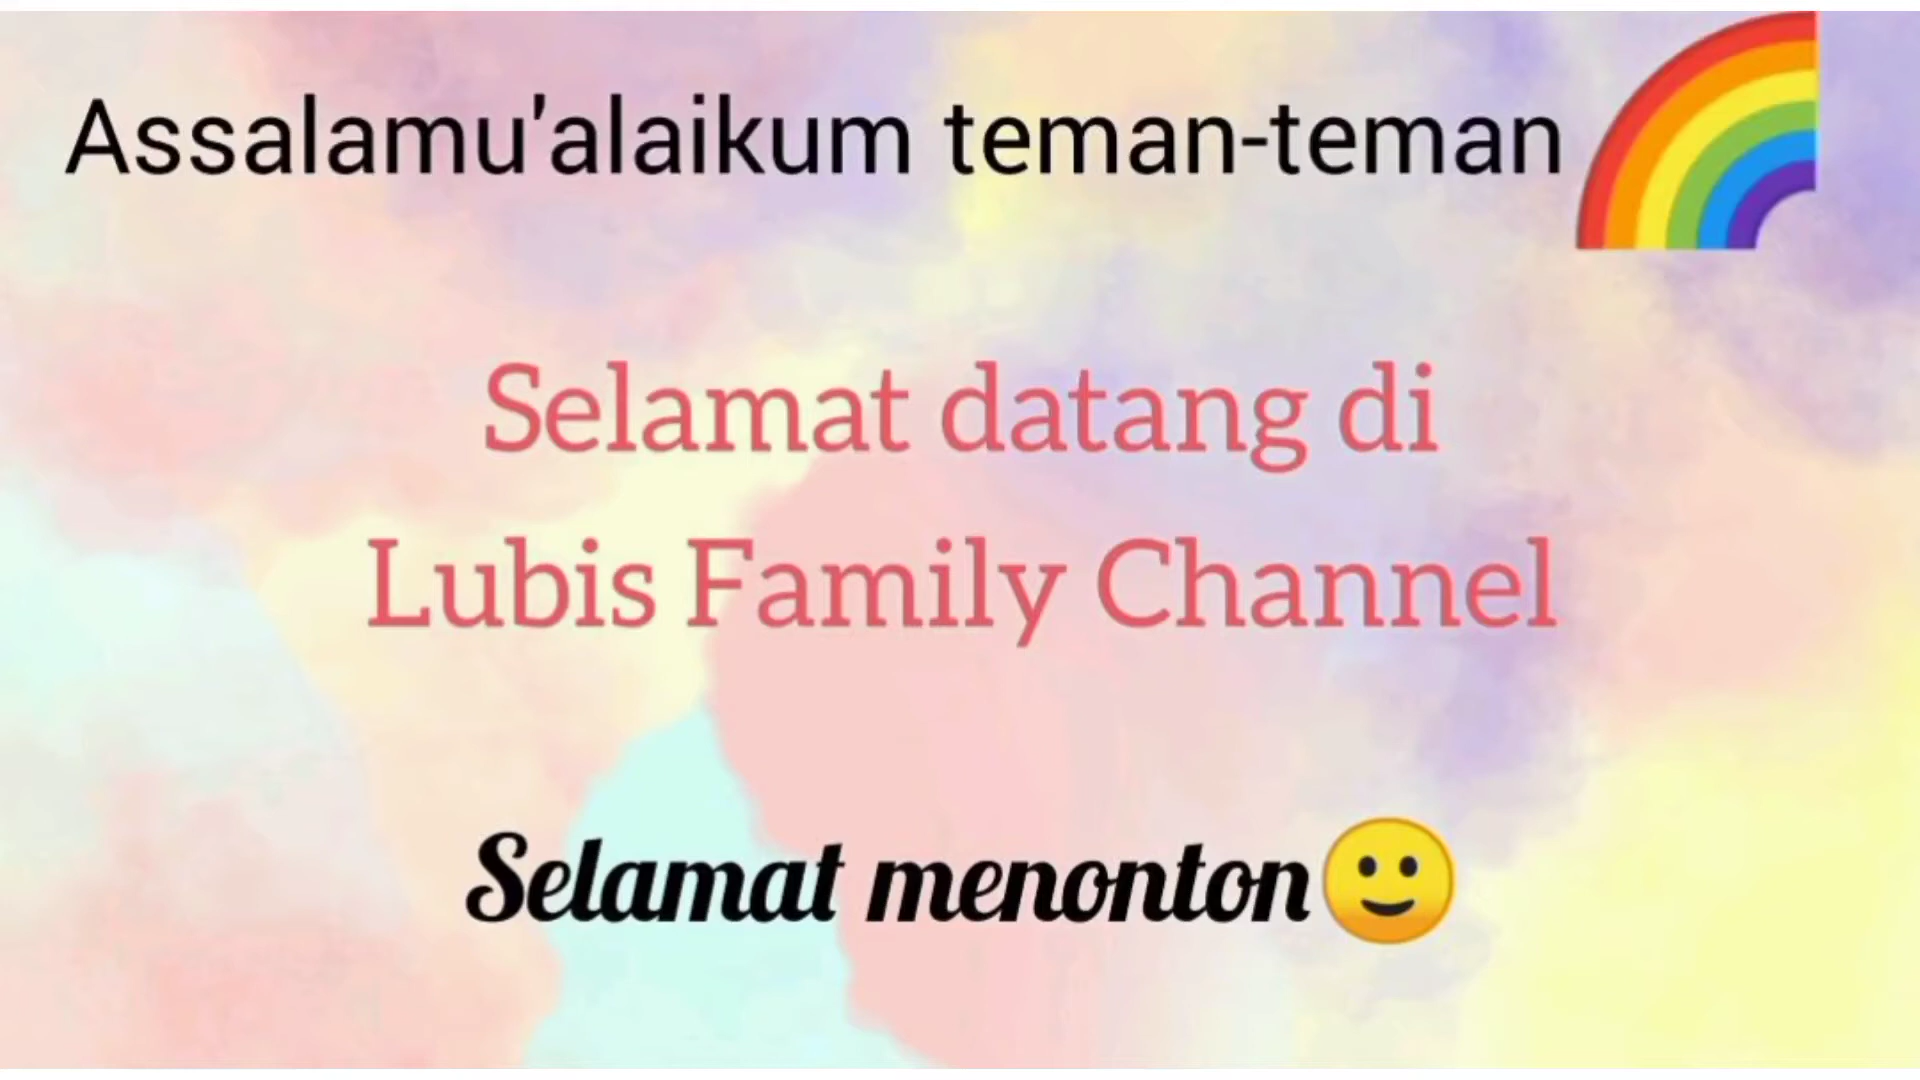 Assalamu'alaikum teman-teman🌈
Selamat datang di
Lubis Family Channel
Selamat menonton🙂